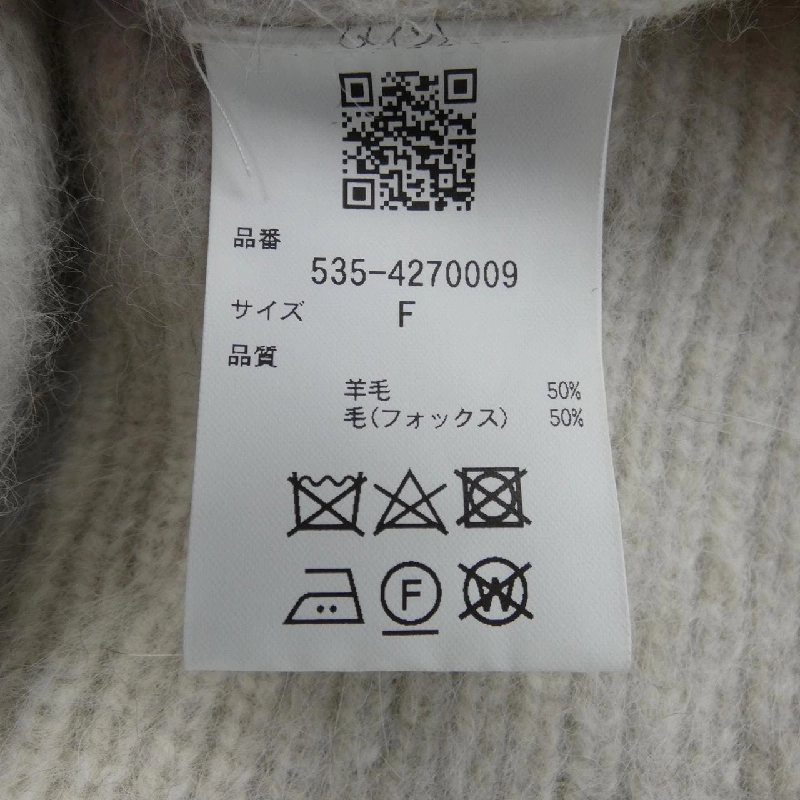 品番
535-4270009
サイズ F
品質
羊毛 50%
毛(フォックス) 50%
F
W